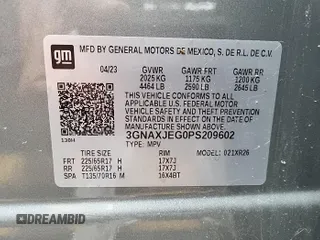 gm
MFD BY GENERAL MOTORS DE MEXICO, S. DE R.L. DE C.V.
04/23 GVWR GAWR FRT GAWR RR
2025 KG 1175 KG 1200 KG
4464 LB 2590 LB 2645 LB
THIS VEHICLE CONFORMS TO ALL APPLICABLE
U.S. FEDERAL MOTOR VEHICLE SAFETY, BUMPER, AND
THEFT PREVENTION STANDARDS IN EFFECT ON THE
DATE OF MANUFACTURE SHOWN ABOVE.
3GNAXJEG0PS209602
TYPE: MPV MODEL: 021XR26
TIRE SIZE RIM
FRT 225/65R17 H 17X7J
RR 225/65R17 H 17X7J
SPA T135/70R16 M 16X4BT
DREAMBID